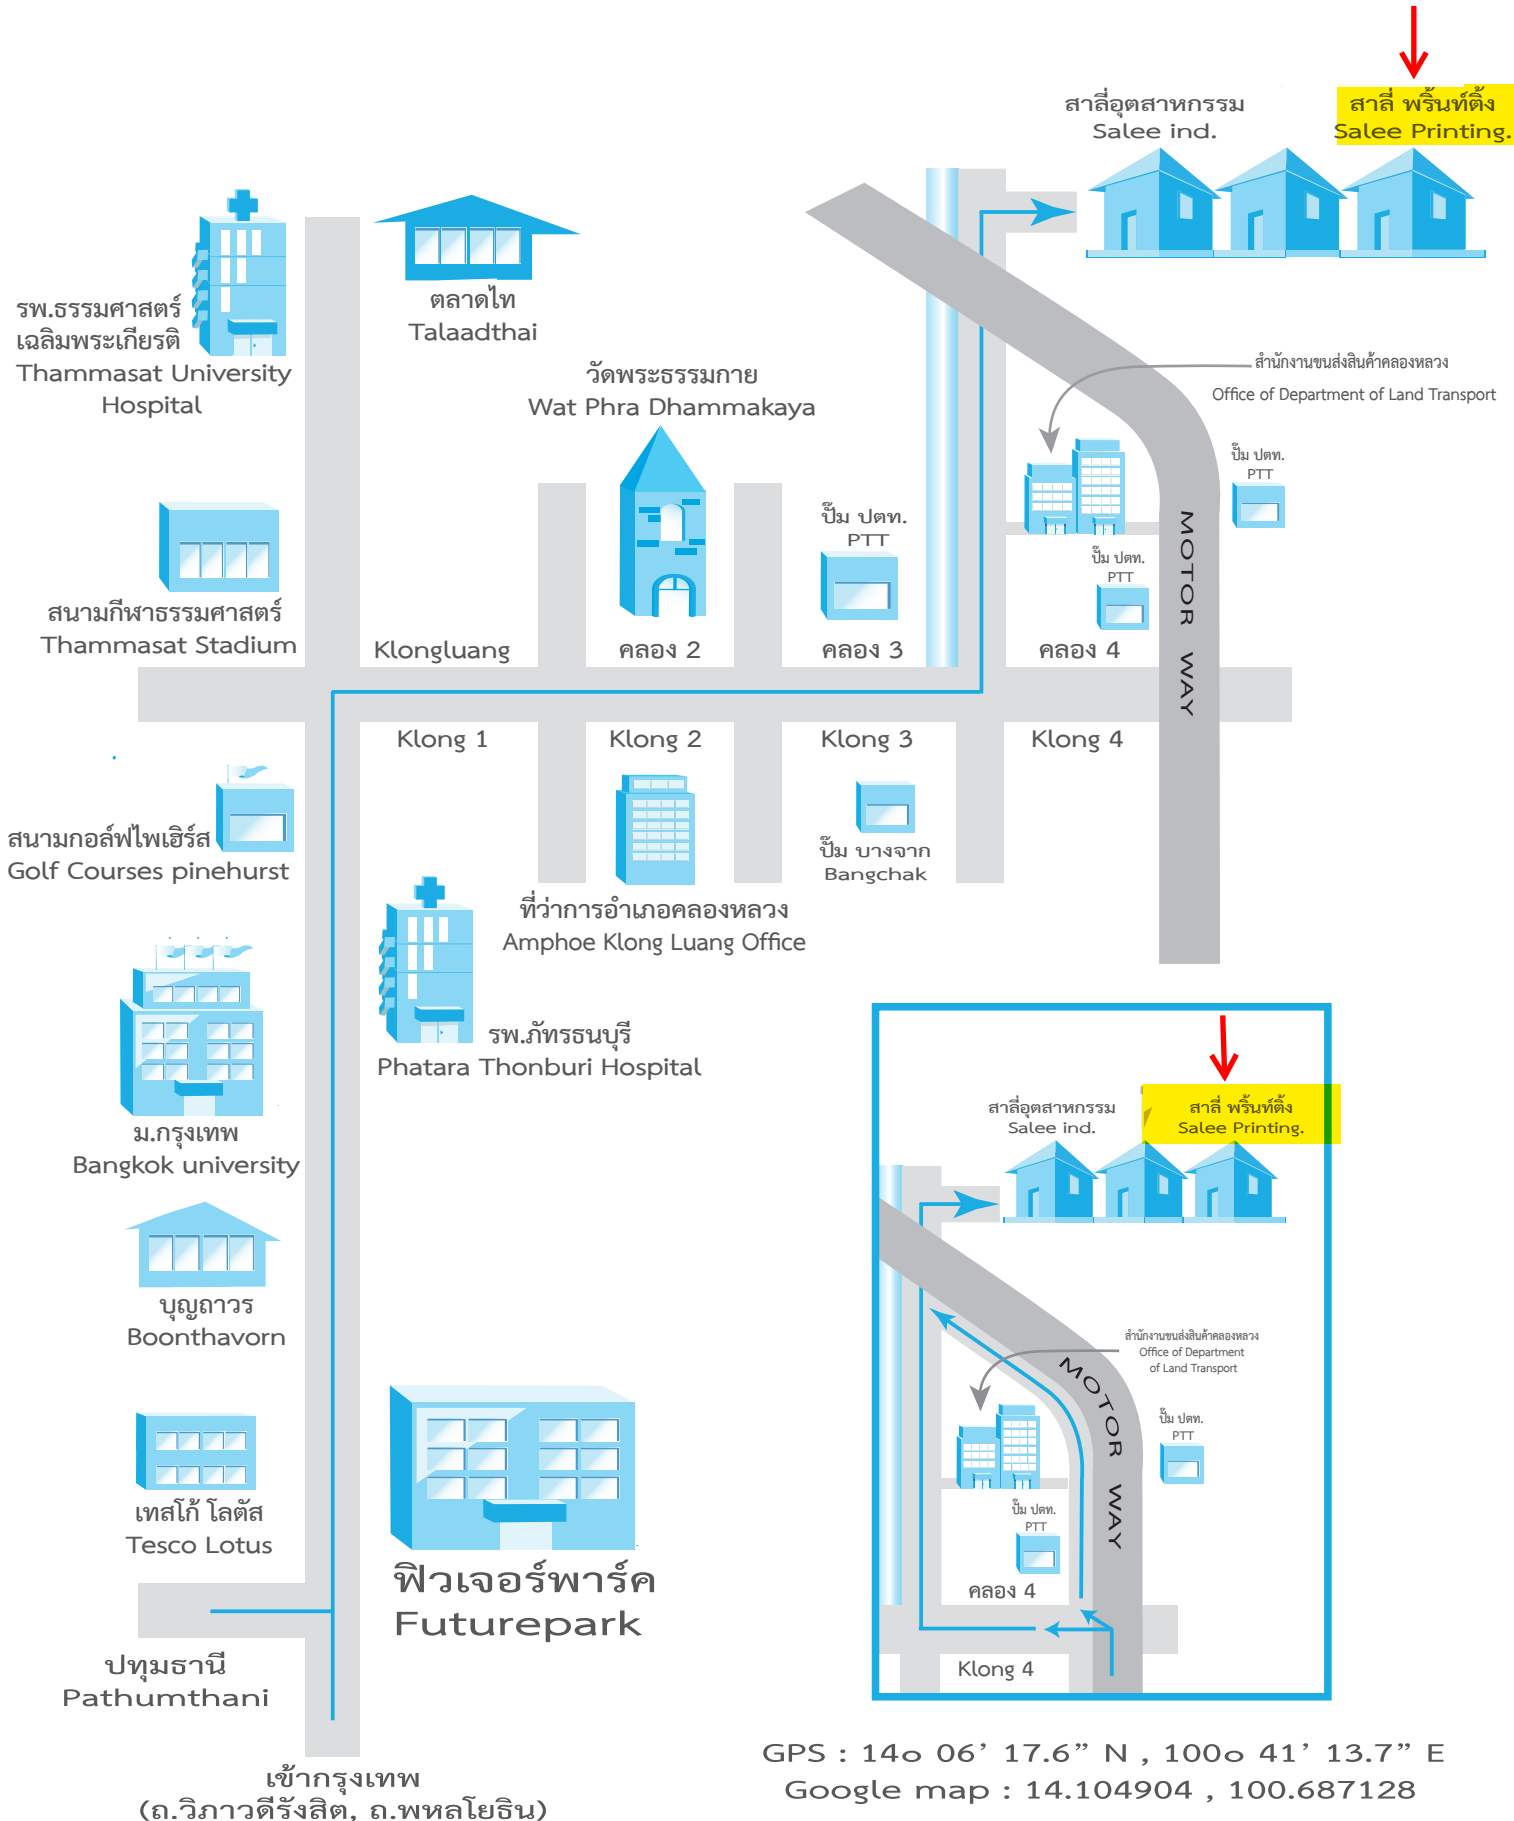 สาลี่อุตสาหกรรม
Salee ind.
สาลี่ พริ้นท์ติ้ง
Salee Printing.
รพ.ธรรมศาสตร์
เฉลิมพระเกียรติ
Thammasat University
Hospital
ตลาดไท
Talaadthai
วัดพระธรรมกาย
Wat Phra Dhammakaya
สำนักงานขนส่งสินค้าคลองหลวง
Office of Department of Land Transport
ปั๊ม ปตท.
PTT
ปั๊ม ปตท.
PTT
ปั๊ม ปตท.
PTT
MOTOR WAY
สนามกีฬาธรรมศาสตร์
Thammasat Stadium
Klongluang
คลอง 2
คลอง 3
คลอง 4
Klong 1
Klong 2
Klong 3
Klong 4
สนามกอล์ฟไพเฮิร์ส
Golf Courses pinehurst
ปั๊ม บางจาก
Bangchak
ที่ว่าการอำเภอคลองหลวง
Amphoe Klong Luang Office
รพ.ภัทรธนบุรี
Phatara Thonburi Hospital
ม.กรุงเทพ
Bangkok university
บุญถาวร
Boonthavorn
เทสโก้ โลตัส
Tesco Lotus
ฟิวเจอร์พาร์ค
Futurepark
ปทุมธานี
Pathumthani
เข้ากรุงเทพ
(ถ.วิภาวดีรังสิต, ถ.พหลโยธิน)
สาลี่อุตสาหกรรม
Salee ind.
สาลี่ พริ้นท์ติ้ง
Salee Printing.
สำนักงานขนส่งสินค้าคลองหลวง
Office of Department
of Land Transport
MOTOR WAY
ปั๊ม ปตท.
PTT
ปั๊ม ปตท.
PTT
คลอง 4
Klong 4
GPS : 14o 06’ 17.6” N , 100o 41’ 13.7” E
Google map : 14.104904 , 100.687128